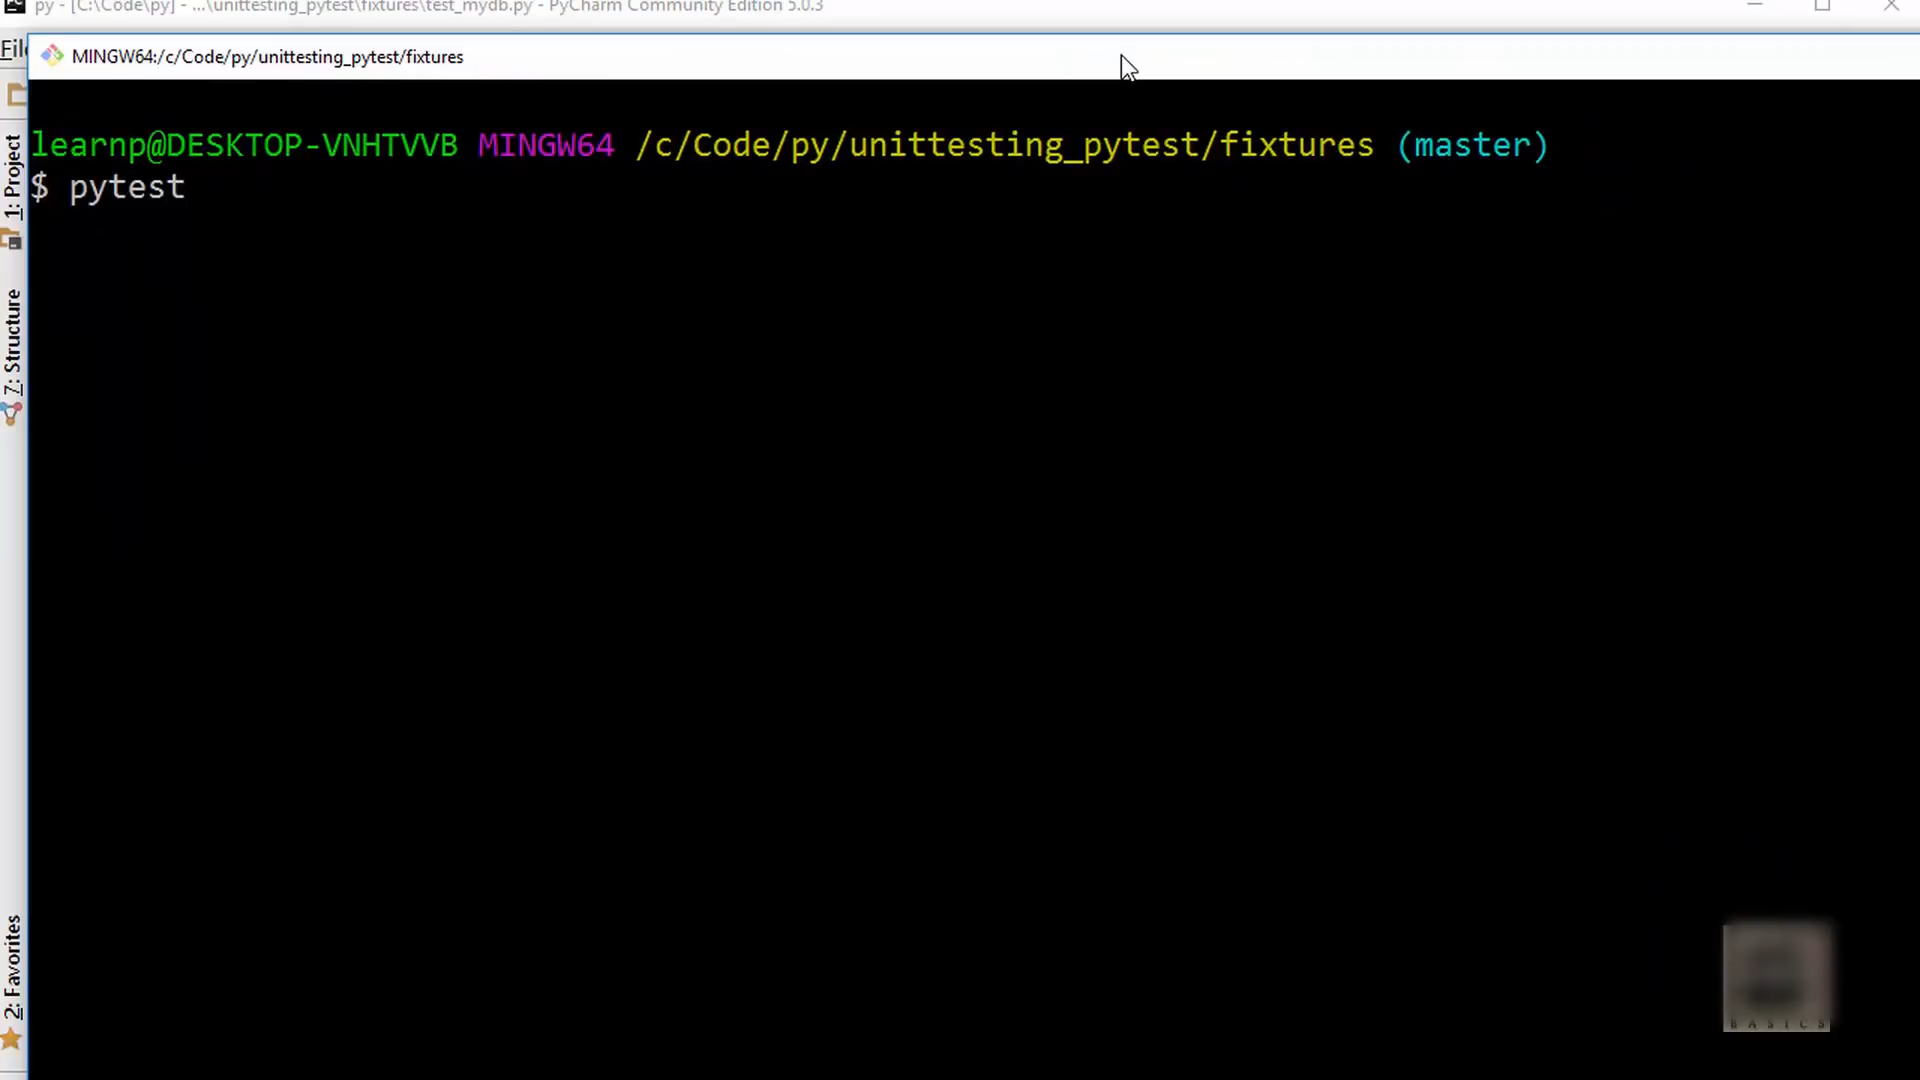 py - [C:\Code\py] - ...\unittesting_pytest\fixtures\test_mydb.py - PyCharm Community Edition 5.0.3
MINGW64:/c/Code/py/unittesting_pytest/fixtures
learnp@DESKTOP-VNHTVVB MINGW64 /c/Code/py/unittesting_pytest/fixtures (master)
$ pytest
1: Project
7: Structure
2: Favorites
BASICS